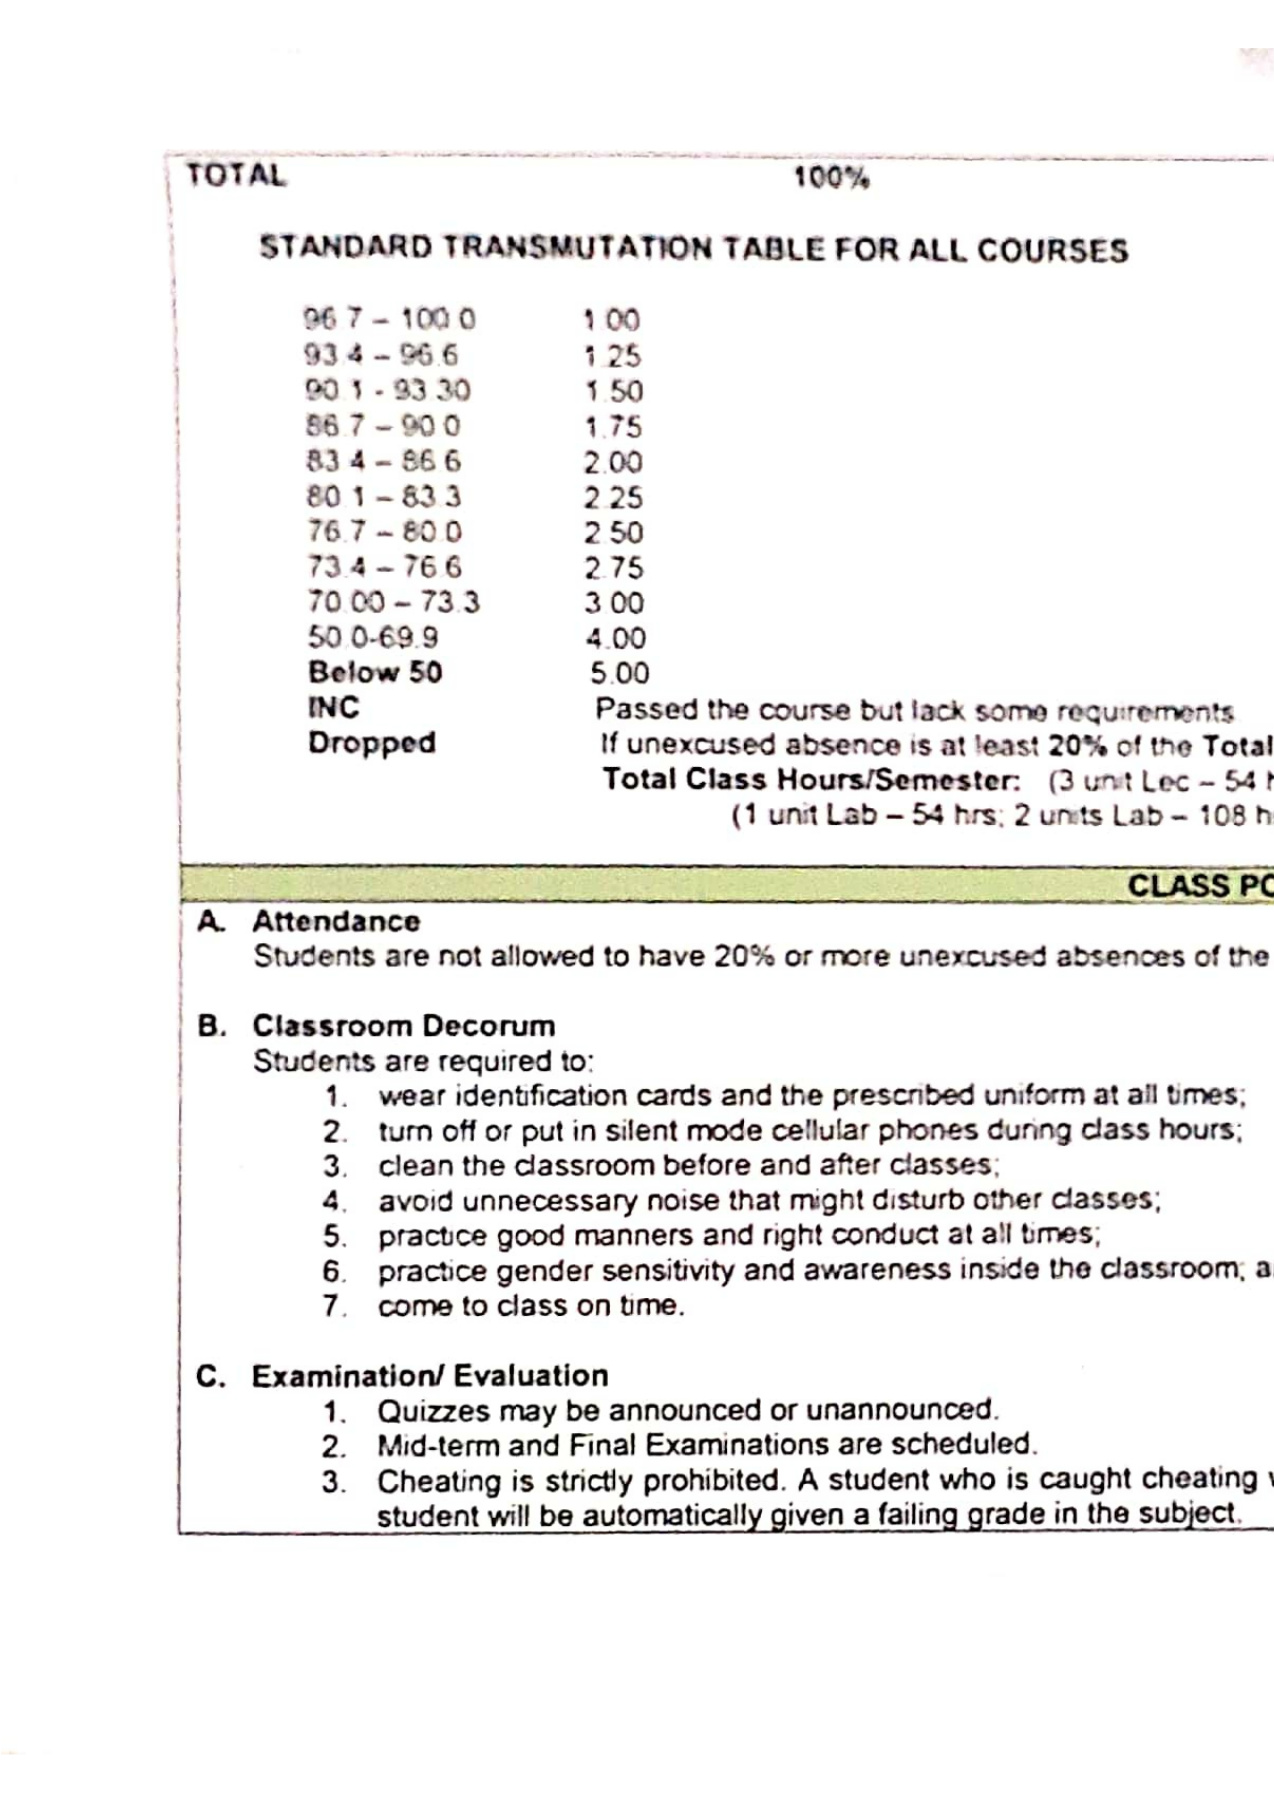 TOTAL 100%
STANDARD TRANSMUTATION TABLE FOR ALL COURSES
96.7 – 100.0 1.00
93.4 – 96.6 1.25
90.1 - 93.30 1.50
86.7 – 90.0 1.75
83.4 – 86.6 2.00
80.1 – 83.3 2.25
76.7 – 80.0 2.50
73.4 – 76.6 2.75
70.00 – 73.3 3.00
50.0-69.9 4.00
Below 50 5.00
INC Passed the course but lack some requirements
Dropped If unexcused absence is at least 20% of the Total
Total Class Hours/Semester: (3 unit Lec – 54
(1 unit Lab – 54 hrs; 2 units Lab – 108 h
CLASS PO
A. Attendance
Students are not allowed to have 20% or more unexcused absences of the
B. Classroom Decorum
Students are required to:
1. wear identification cards and the prescribed uniform at all times;
2. turn off or put in silent mode cellular phones during class hours;
3. clean the classroom before and after classes;
4. avoid unnecessary noise that might disturb other classes;
5. practice good manners and right conduct at all times;
6. practice gender sensitivity and awareness inside the classroom; a
7. come to class on time.
C. Examination/ Evaluation
1. Quizzes may be announced or unannounced.
2. Mid-term and Final Examinations are scheduled.
3. Cheating is strictly prohibited. A student who is caught cheating
student will be automatically given a failing grade in the subject.